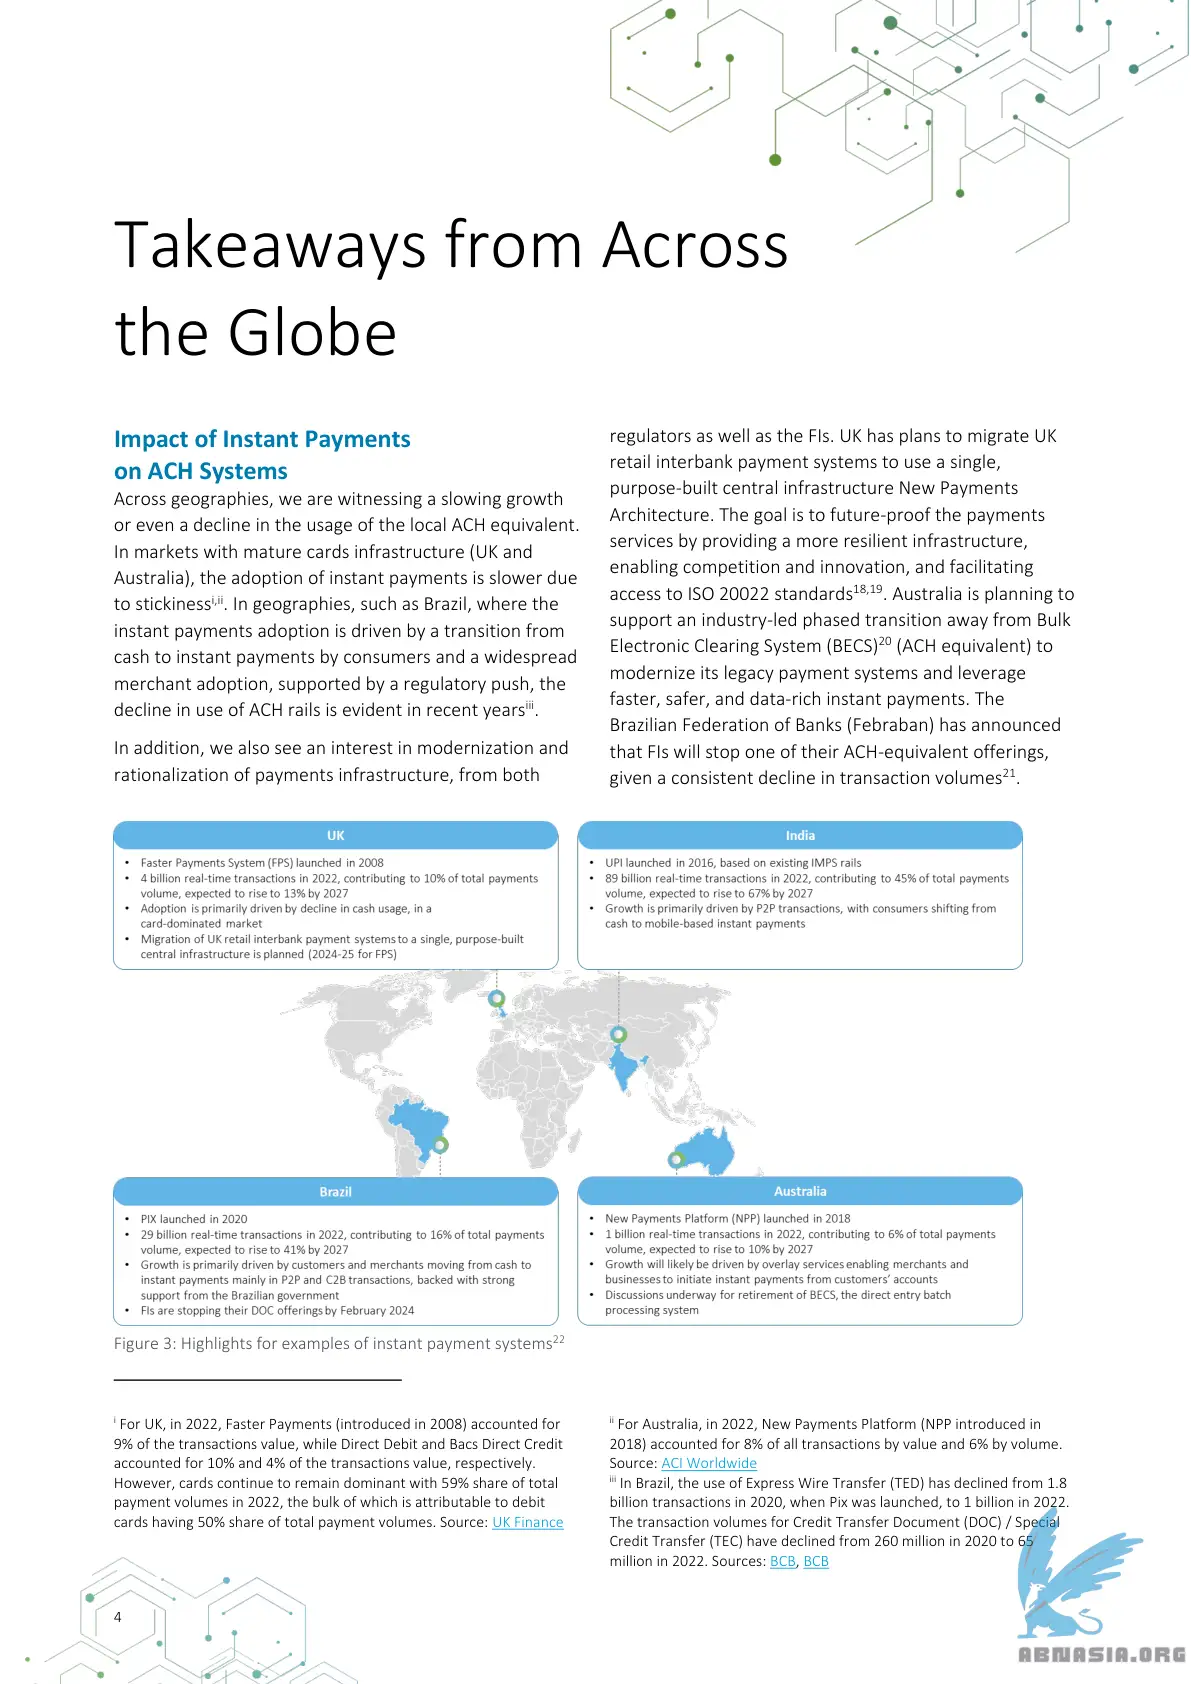 Takeaways from Across
the Globe
Impact of Instant Payments
on ACH Systems
Across geographies, we are witnessing a slowing growth
or even a decline in the usage of the local ACH equivalent.
In markets with mature cards infrastructure (UK and
Australia), the adoption of instant payments is slower due
to stickiness^i,ii. In geographies, such as Brazil, where the
instant payments adoption is driven by a transition from
cash to instant payments by consumers and a widespread
merchant adoption, supported by a regulatory push, the
decline in use of ACH rails is evident in recent years^iii.
In addition, we also see an interest in modernization and
rationalization of payments infrastructure, from both
regulators as well as the FIs. UK has plans to migrate UK
retail interbank payment systems to use a single,
purpose-built central infrastructure New Payments
Architecture. The goal is to future-proof the payments
services by providing a more resilient infrastructure,
enabling competition and innovation, and facilitating
access to ISO 20022 standards^18,19. Australia is planning to
support an industry-led phased transition away from Bulk
Electronic Clearing System (BECS)^20 (ACH equivalent) to
modernize its legacy payment systems and leverage
faster, safer, and data-rich instant payments. The
Brazilian Federation of Banks (Febraban) has announced
that FIs will stop one of their ACH-equivalent offerings,
given a consistent decline in transaction volumes^21.
UK
• Faster Payments System (FPS) launched in 2008
• 4 billion real-time transactions in 2022, contributing to 10% of total payments
volume, expected to rise to 13% by 2027
• Adoption is primarily driven by decline in cash usage, in a
card-dominated market
• Migration of UK retail interbank payment systems to a single, purpose-built
central infrastructure is planned (2024-25 for FPS)
India
• UPI launched in 2016, based on existing IMPS rails
• 89 billion real-time transactions in 2022, contributing to 45% of total payments
volume, expected to rise to 67% by 2027
• Growth is primarily driven by P2P transactions, with consumers shifting from
cash to mobile-based instant payments
Brazil
• PIX launched in 2020
• 29 billion real-time transactions in 2022, contributing to 16% of total payments
volume, expected to rise to 41% by 2027
• Growth is primarily driven by customers and merchants moving from cash to
instant payments mainly in P2P and C2B transactions, backed with strong
support from the Brazilian government
• FIs are stopping their DOC offerings by February 2024
Australia
• New Payments Platform (NPP) launched in 2018
• 1 billion real-time transactions in 2022, contributing to 6% of total payments
volume, expected to rise to 10% by 2027
• Growth will likely be driven by overlay services enabling merchants and
businesses to initiate instant payments from customers’ accounts
• Discussions underway for retirement of BECS, the direct entry batch
processing system
Figure 3: Highlights for examples of instant payment systems^22
^i For UK, in 2022, Faster Payments (introduced in 2008) accounted for
9% of the transactions value, while Direct Debit and Bacs Direct Credit
accounted for 10% and 4% of the transactions value, respectively.
However, cards continue to remain dominant with 59% share of total
payment volumes in 2022, the bulk of which is attributable to debit
cards having 50% share of total payment volumes. Source: UK Finance
^ii For Australia, in 2022, New Payments Platform (NPP introduced in
2018) accounted for 8% of all transactions by value and 6% by volume.
Source: ACI Worldwide
^iii In Brazil, the use of Express Wire Transfer (TED) has declined from 1.8
billion transactions in 2020, when Pix was launched, to 1 billion in 2022.
The transaction volumes for Credit Transfer Document (DOC) / Special
Credit Transfer (TEC) have declined from 260 million in 2020 to 65
million in 2022. Sources: BCB, BCB
4
ABNASIA.ORG